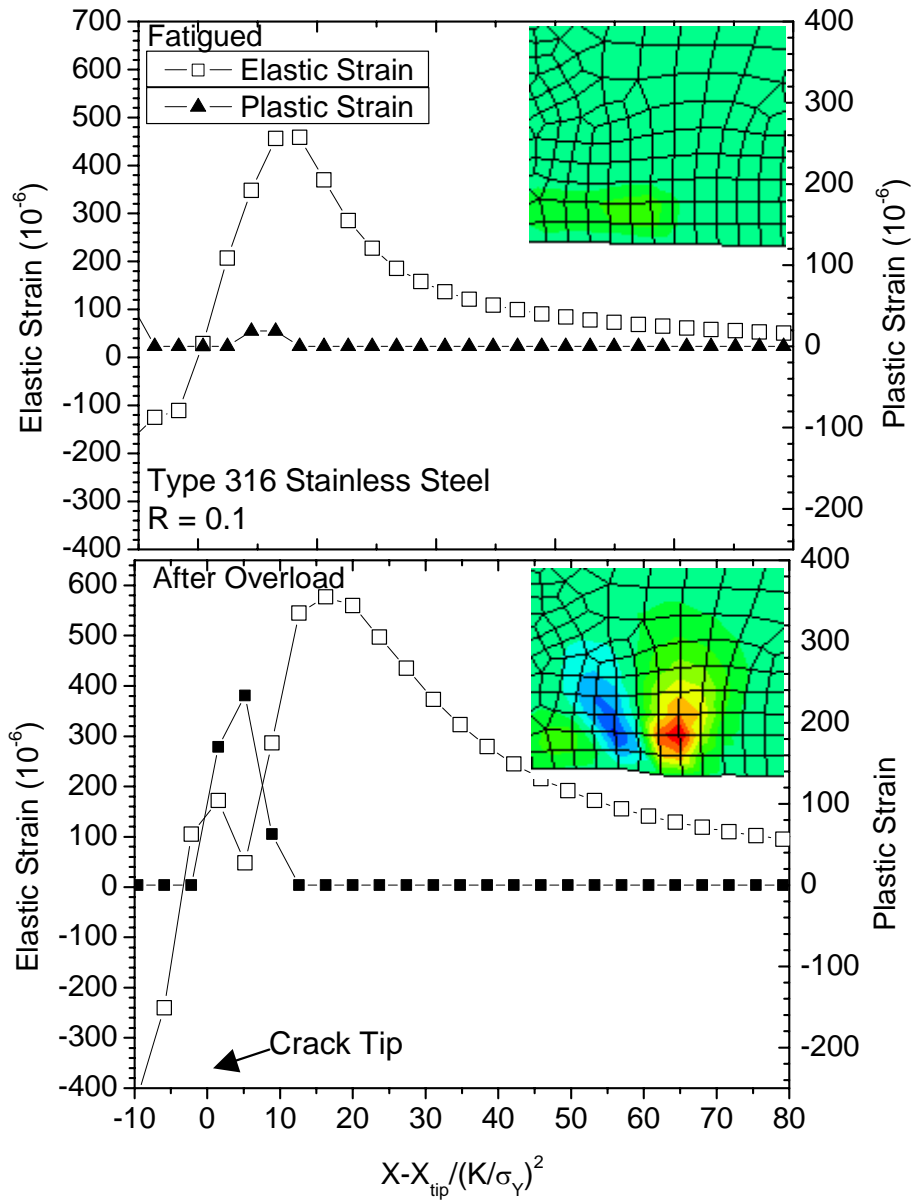 Fatigued
Elastic Strain
Plastic Strain
700
600
500
400
300
200
100
0
-100
-200
-300
-400
Elastic Strain (10^-6)
400
300
200
100
0
-100
-200
Plastic Strain (10^-6)
Type 316 Stainless Steel
R = 0.1
After Overload
600
500
400
300
200
100
0
-100
-200
-300
-400
Elastic Strain (10^-6)
400
300
200
100
0
-100
-200
Plastic Strain
Crack Tip
-10 0 10 20 30 40 50 60 70 80
X-X_tip/(K/σ_Y)^2